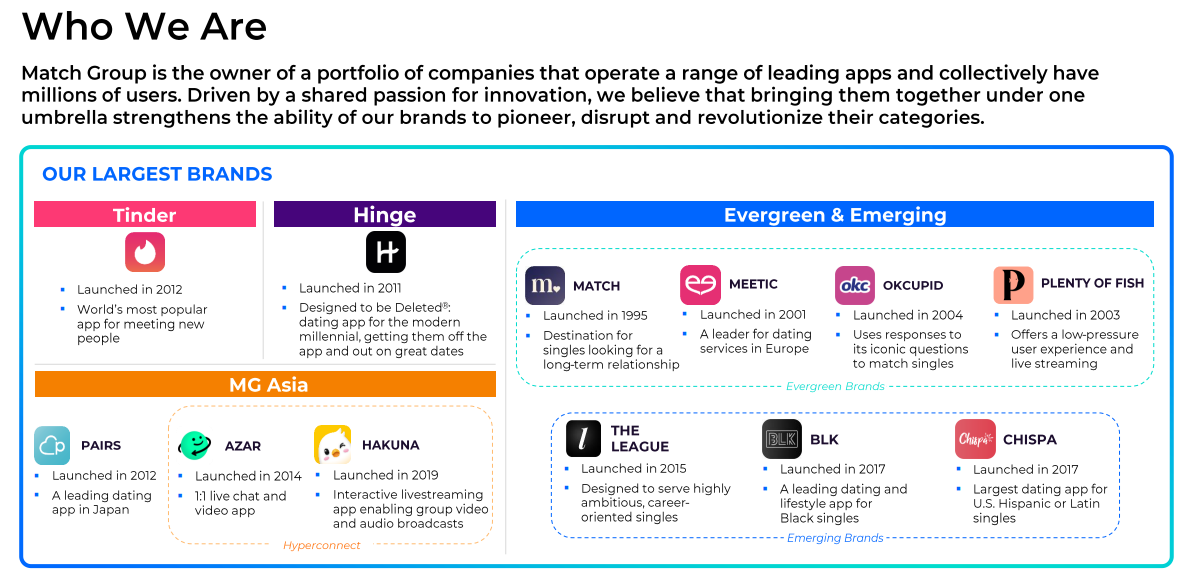 Who We Are
Match Group is the owner of a portfolio of companies that operate a range of leading apps and collectively have
millions of users. Driven by a shared passion for innovation, we believe that bringing them together under one
umbrella strengthens the ability of our brands to pioneer, disrupt and revolutionize their categories.
OUR LARGEST BRANDS
Tinder
▪ Launched in 2012
▪ World's most popular
app for meeting new
people
Hinge
H
▪ Launched in 2011
▪ Designed to be Deleted®:
dating app for the modern
millennial, getting them off the
app and out on great dates
MG Asia
PAIRS
▪ Launched in 2012
▪ A leading dating
app in Japan
AZAR
▪ Launched in 2014
▪ 1:1 live chat and
video app
HAKUNA
▪ Launched in 2019
▪ Interactive livestreaming
app enabling group video
and audio broadcasts
Hyperconnect
Evergreen & Emerging
m.
MATCH
▪ Launched in 1995
▪ Destination for
singles looking for a
long-term relationship
MEETIC
▪ Launched in 2001
▪ A leader for dating
services in Europe
okc
OKCUPID
▪ Launched in 2004
▪ Uses responses to
its iconic questions
to match singles
P
PLENTY OF FISH
▪ Launched in 2003
▪ Offers a low-pressure
user experience and
live streaming
Evergreen Brands
l
THE
LEAGUE
▪ Launched in 2015
▪ Designed to serve highly
ambitious, career-
oriented singles
BLK
BLK
▪ Launched in 2017
▪ A leading dating and
lifestyle app for
Black singles
Chispa
CHISPA
▪ Launched in 2017
▪ Largest dating app for
U.S. Hispanic or Latin
singles
Emerging Brands